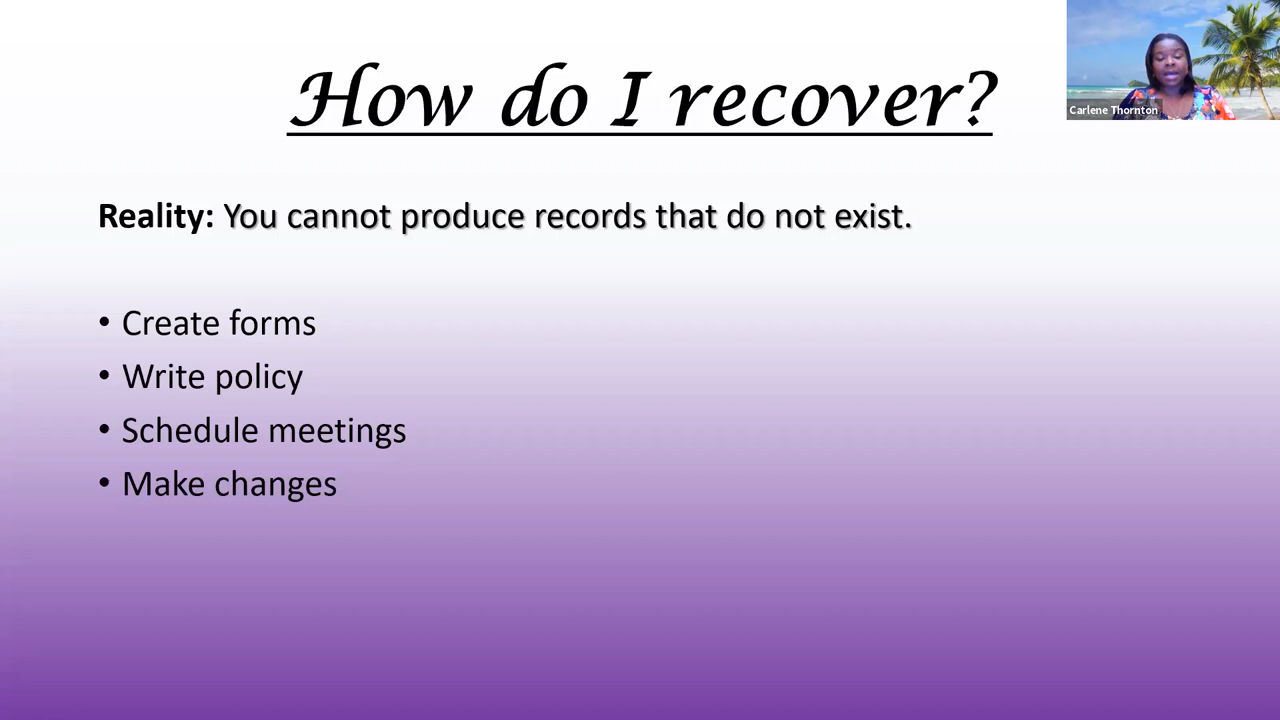 How do I recover?
Carlene Thornton
Reality: You cannot produce records that do not exist.
• Create forms
• Write policy
• Schedule meetings
• Make changes